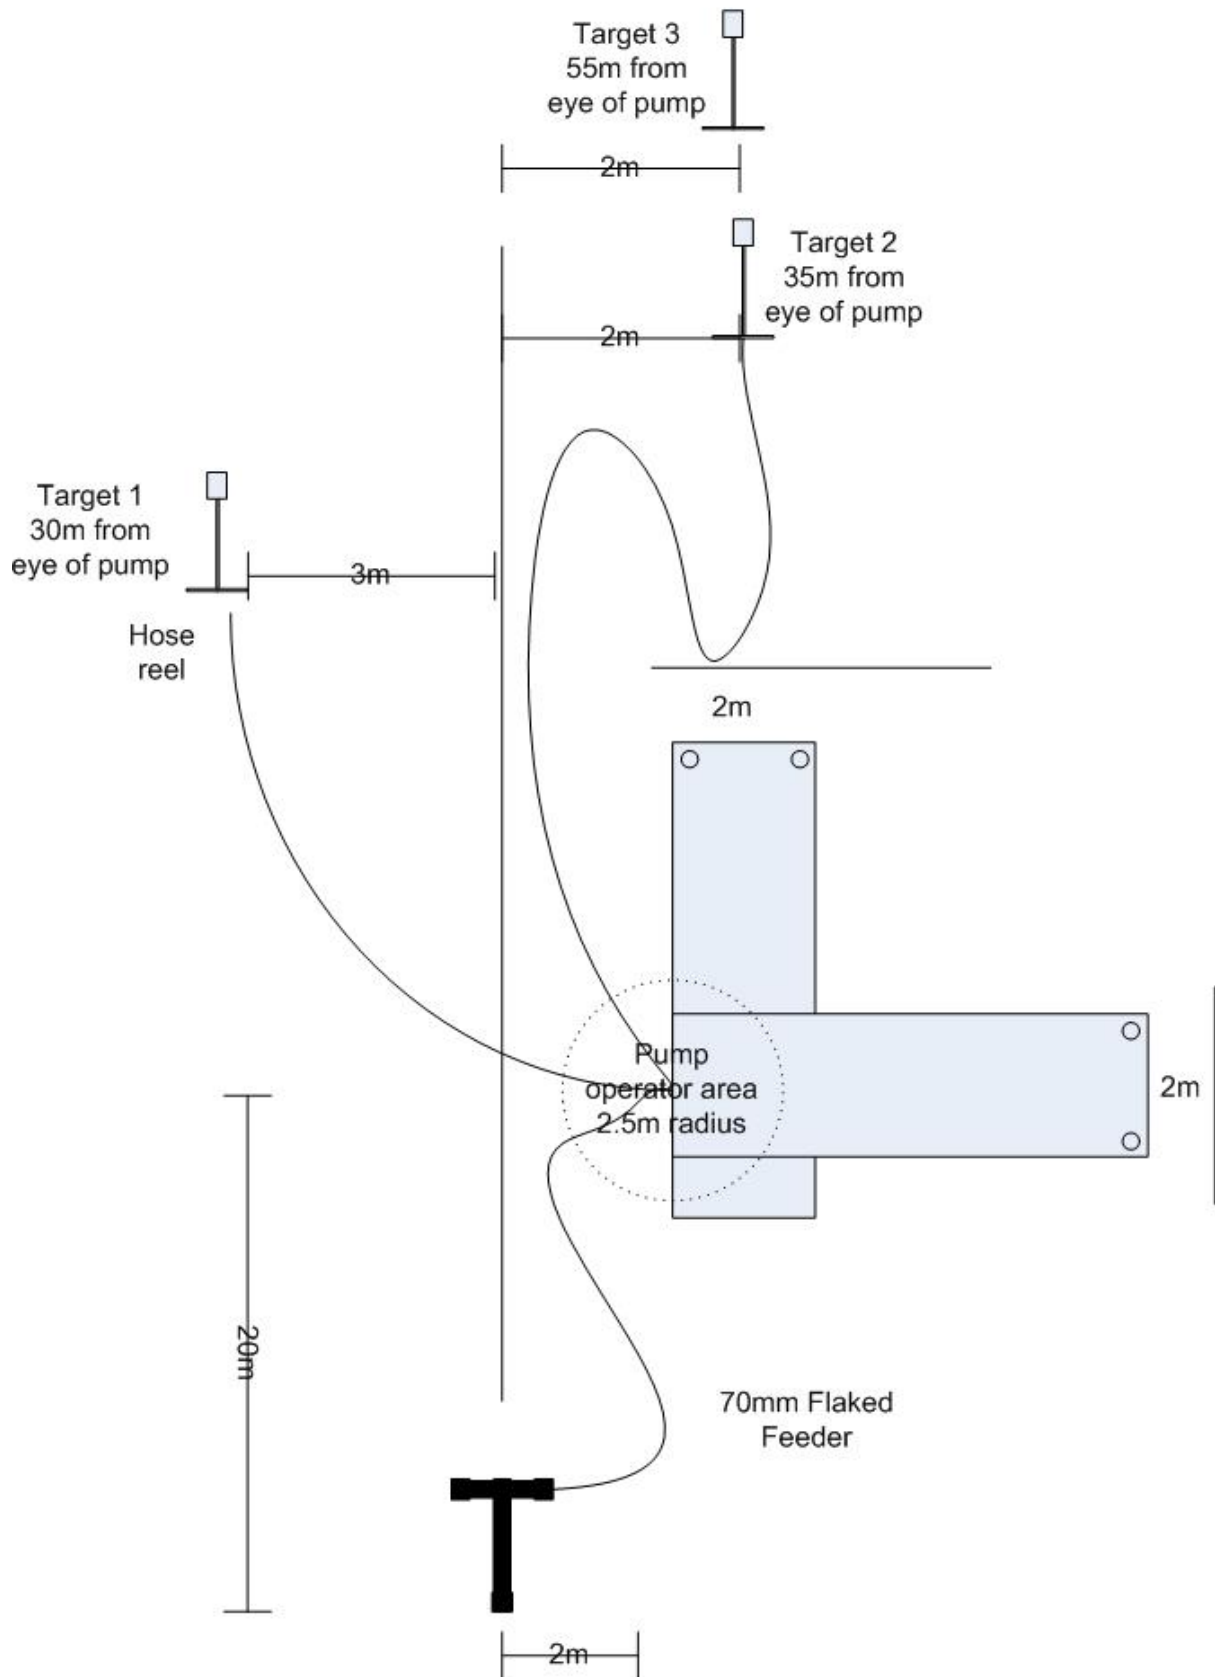 Target 3
55m from
eye of pump
2m
Target 2
35m from
eye of pump
2m
Target 1
30m from
eye of pump
3m
Hose
reel
2m
Pump
operator area
2.5m radius
2m
20m
70mm Flaked
Feeder
2m